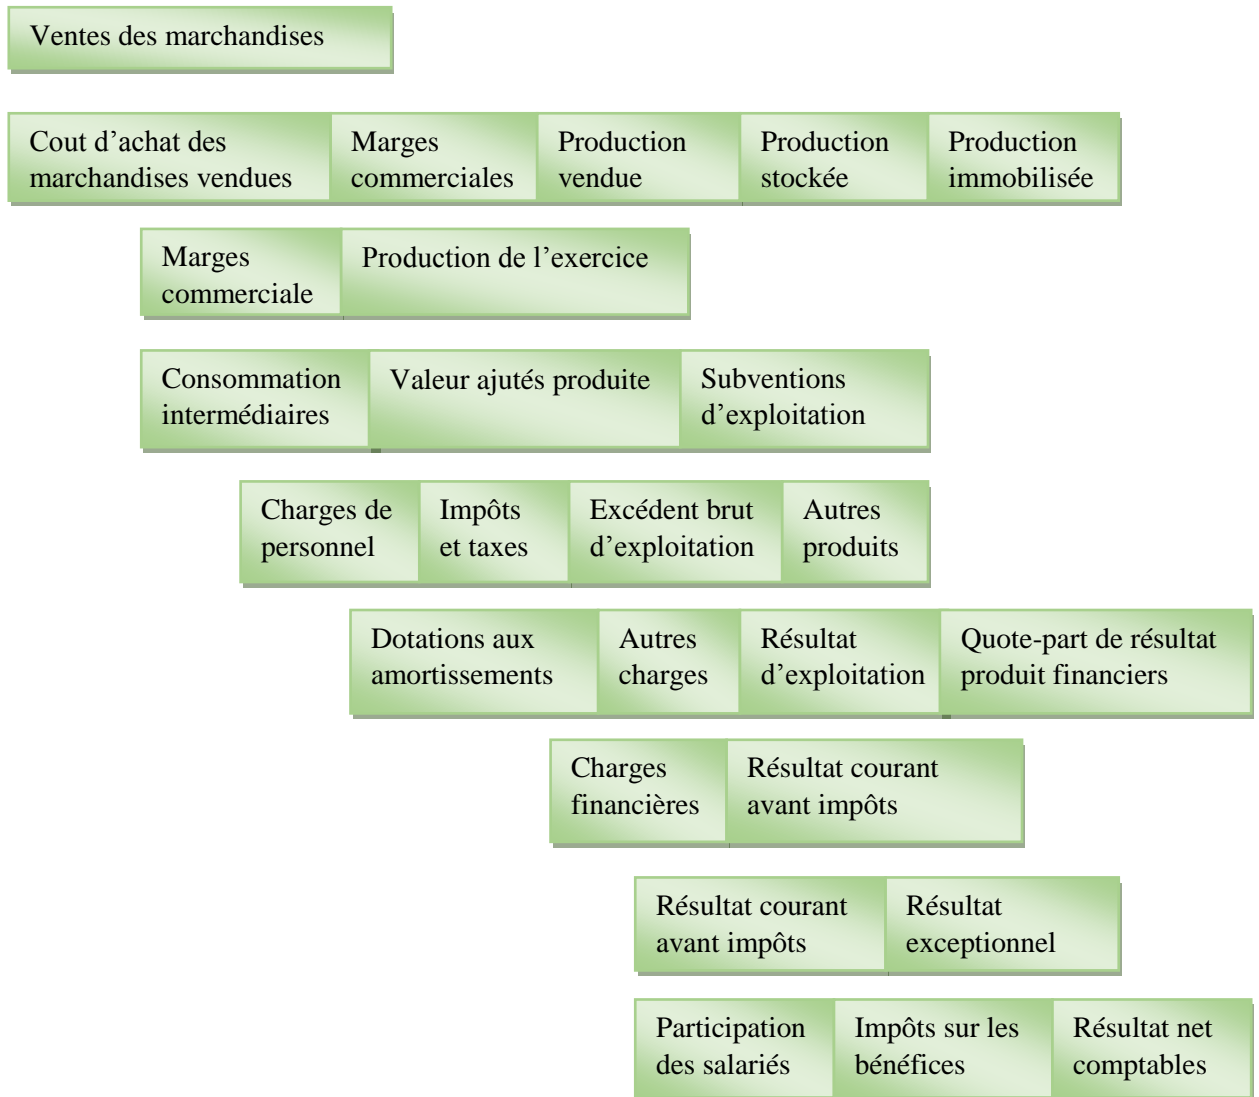 Ventes des marchandises
Cout d’achat des
marchandises vendues
Marges
commerciales
Production
vendue
Production
stockée
Production
immobilisée
Marges
commerciale
Production de l’exercice
Consommation
intermédiaires
Valeur ajutés produite
Subventions
d’exploitation
Charges de
personnel
Impôts
et taxes
Excédent brut
d’exploitation
Autres
produits
Dotations aux
amortissements
Autres
charges
Résultat
d’exploitation
Quote-part de résultat
produit financiers
Charges
financières
Résultat courant
avant impôts
Résultat courant
avant impôts
Résultat
exceptionnel
Participation
des salariés
Impôts sur les
bénéfices
Résultat net
comptables